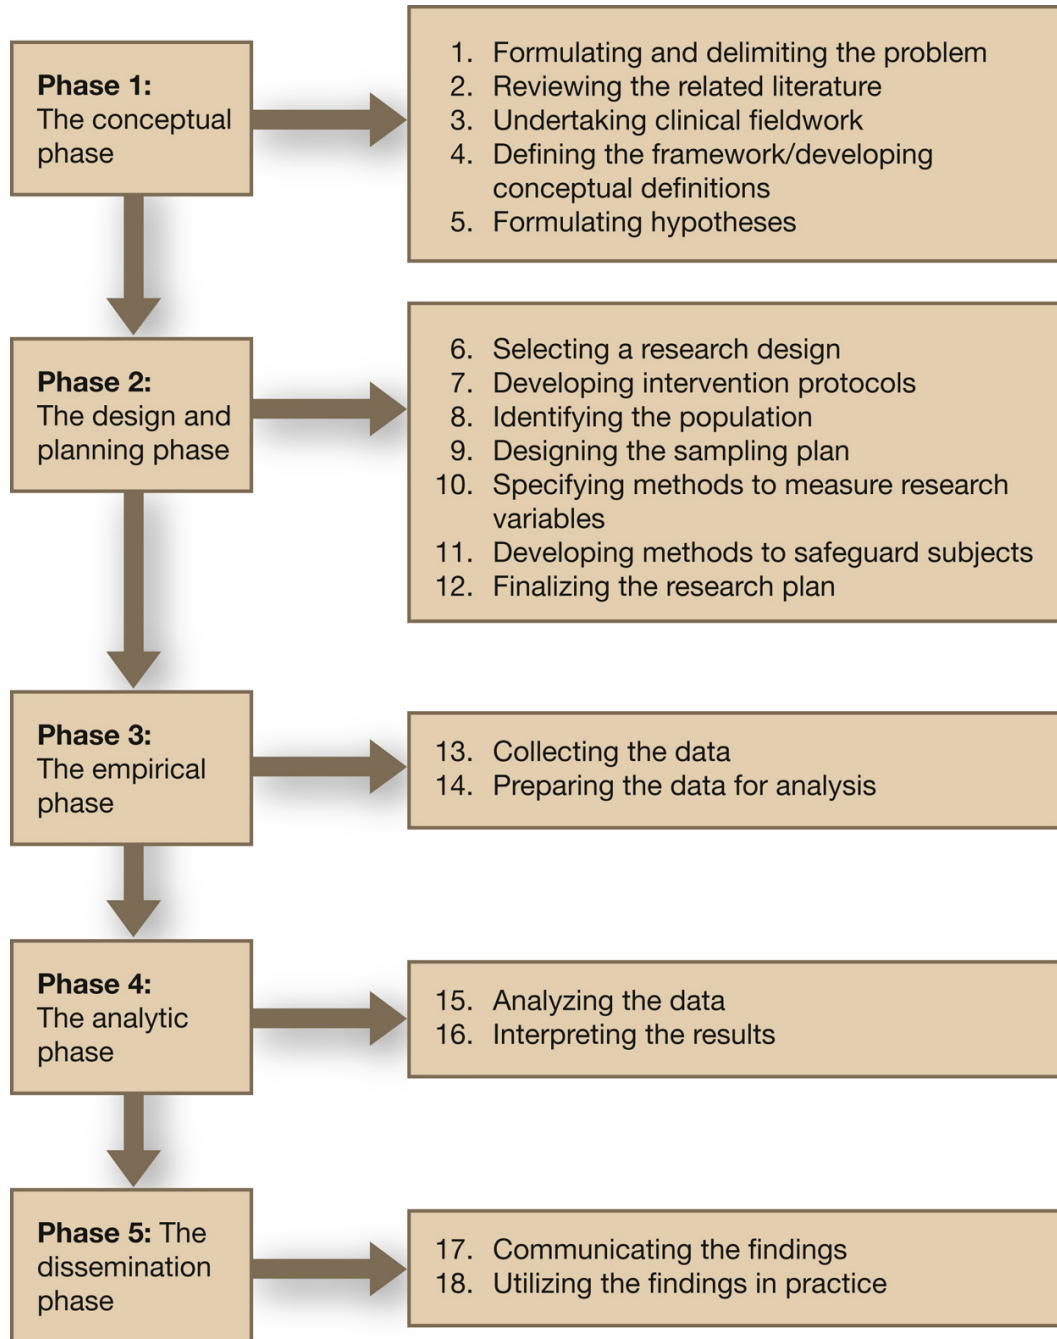 Phase 1:
The conceptual
phase
1. Formulating and delimiting the problem
2. Reviewing the related literature
3. Undertaking clinical fieldwork
4. Defining the framework/developing
conceptual definitions
5. Formulating hypotheses
Phase 2:
The design and
planning phase
6. Selecting a research design
7. Developing intervention protocols
8. Identifying the population
9. Designing the sampling plan
10. Specifying methods to measure research
variables
11. Developing methods to safeguard subjects
12. Finalizing the research plan
Phase 3:
The empirical
phase
13. Collecting the data
14. Preparing the data for analysis
Phase 4:
The analytic
phase
15. Analyzing the data
16. Interpreting the results
Phase 5: The
dissemination
phase
17. Communicating the findings
18. Utilizing the findings in practice